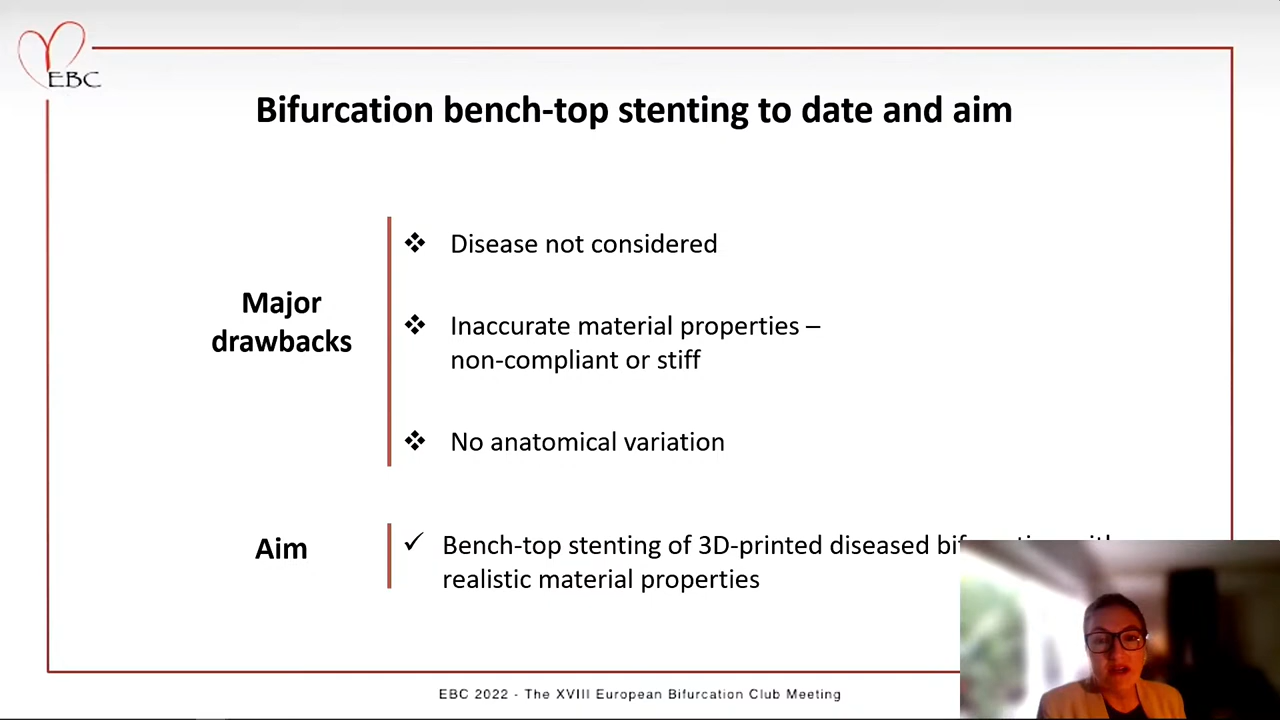 EBC
Bifurcation bench-top stenting to date and aim
Major
drawbacks
❖ Disease not considered
❖ Inaccurate material properties –
non-compliant or stiff
❖ No anatomical variation
Aim
✓ Bench-top stenting of 3D-printed diseased
realistic material properties
EBC 2022 - The XVIII European Bifurcation Club Meeting